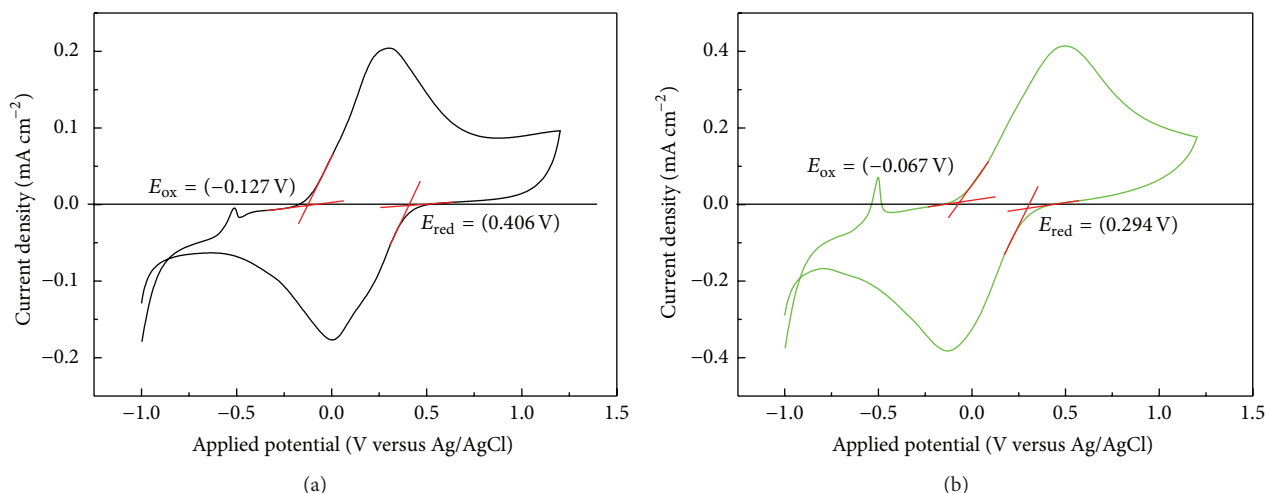 0.2
0.1
0.0
−0.1
−0.2
Current density (mA cm−2)
Eox = (−0.127 V)
Ered = (0.406 V)
−1.0 −0.5 0.0 0.5 1.0 1.5
Applied potential (V versus Ag/AgCl)
(a)
0.4
0.2
0.0
−0.2
−0.4
Current density (mA cm−2)
Eox = (−0.067 V)
Ered = (0.294 V)
−1.0 −0.5 0.0 0.5 1.0 1.5
Applied potential (V versus Ag/AgCl)
(b)